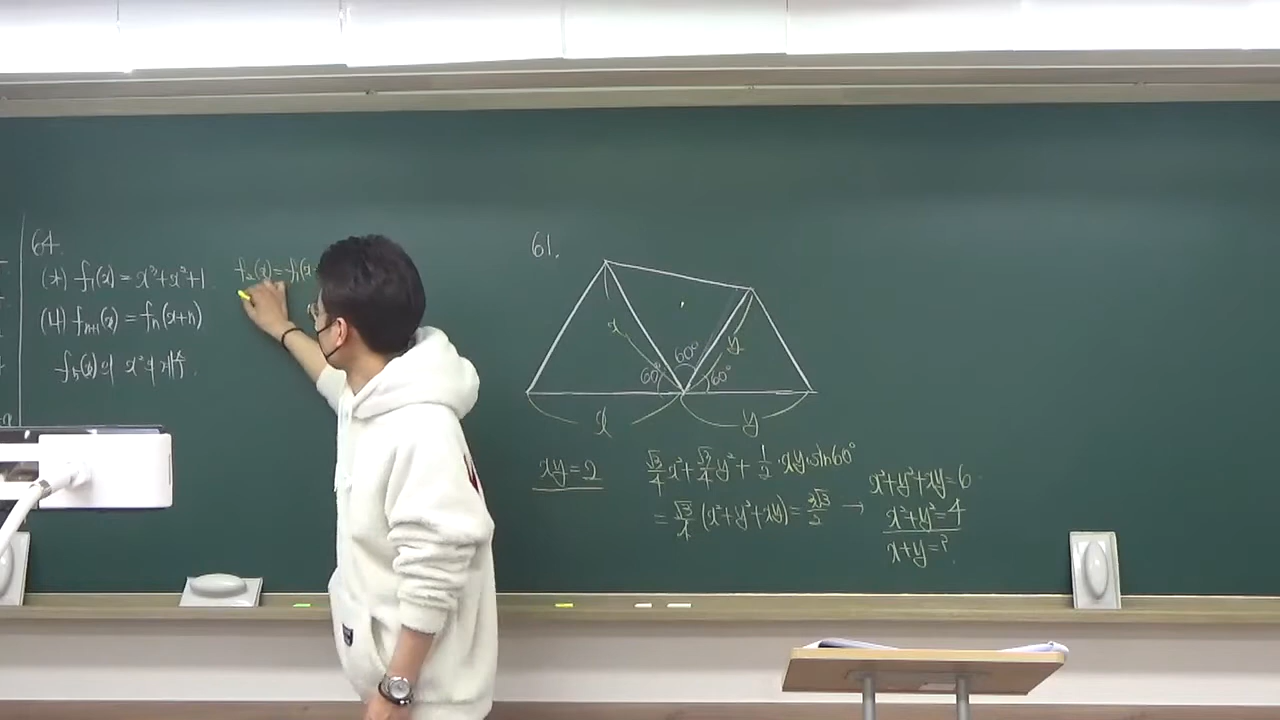 64.
(가) f₁(x) = x³+x²+1
(나) fₙ₊₁(x) = fₙ(x+n)
f₅(x)의 x²의 계수.
f₂(x)=f₁(x
61.
x
60°
60°
60°
y
x
y
xy=2
√3/4 x² + √3/4 y² + 1/2 · xy sin60°
= √3/4 (x²+y²+xy) = 3√3/2 →
x²+y²+xy=6
x²+y²=4
x+y=?